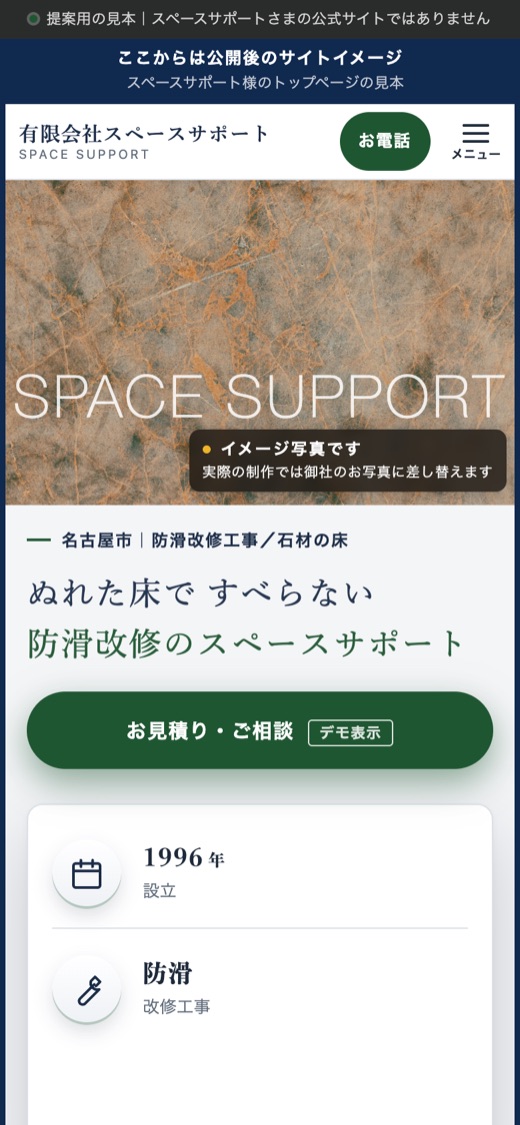 提案用の見本｜スペースサポートさまの公式サイトではありません
ここからは公開後のサイトイメージ
スペースサポート様のトップページの見本
有限会社スペースサポート
SPACE SUPPORT
お電話
メニュー
SPACE SUPPORT
イメージ写真です
実際の制作では御社のお写真に差し替えます
名古屋市｜防滑改修工事／石材の床
ぬれた床で すべらない
防滑改修のスペースサポート
お見積り・ご相談 デモ表示
1996年
設立
防滑
改修工事